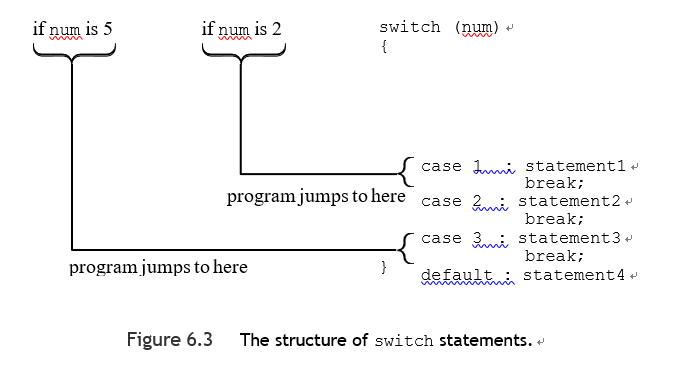 if num is 5 if num is 2 switch (num)
{
case 1 : statement1
break;
program jumps to here case 2 : statement2
break;
case 3 : statement3
break;
program jumps to here }
default : statement4
Figure 6.3 The structure of switch statements.